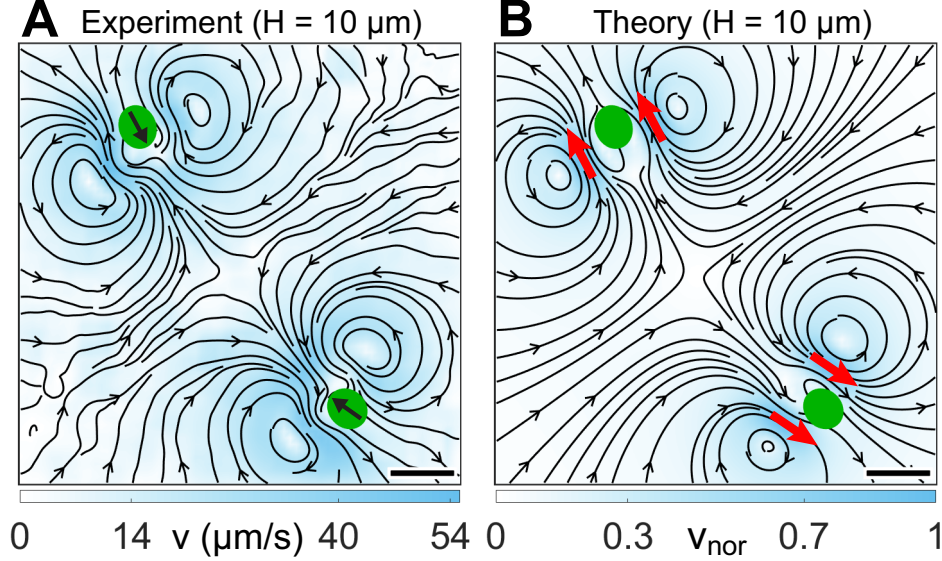 A Experiment (H = 10 μm)
B Theory (H = 10 μm)
0 14 v (μm/s) 40 54
0 0.3 vnor 0.7 1